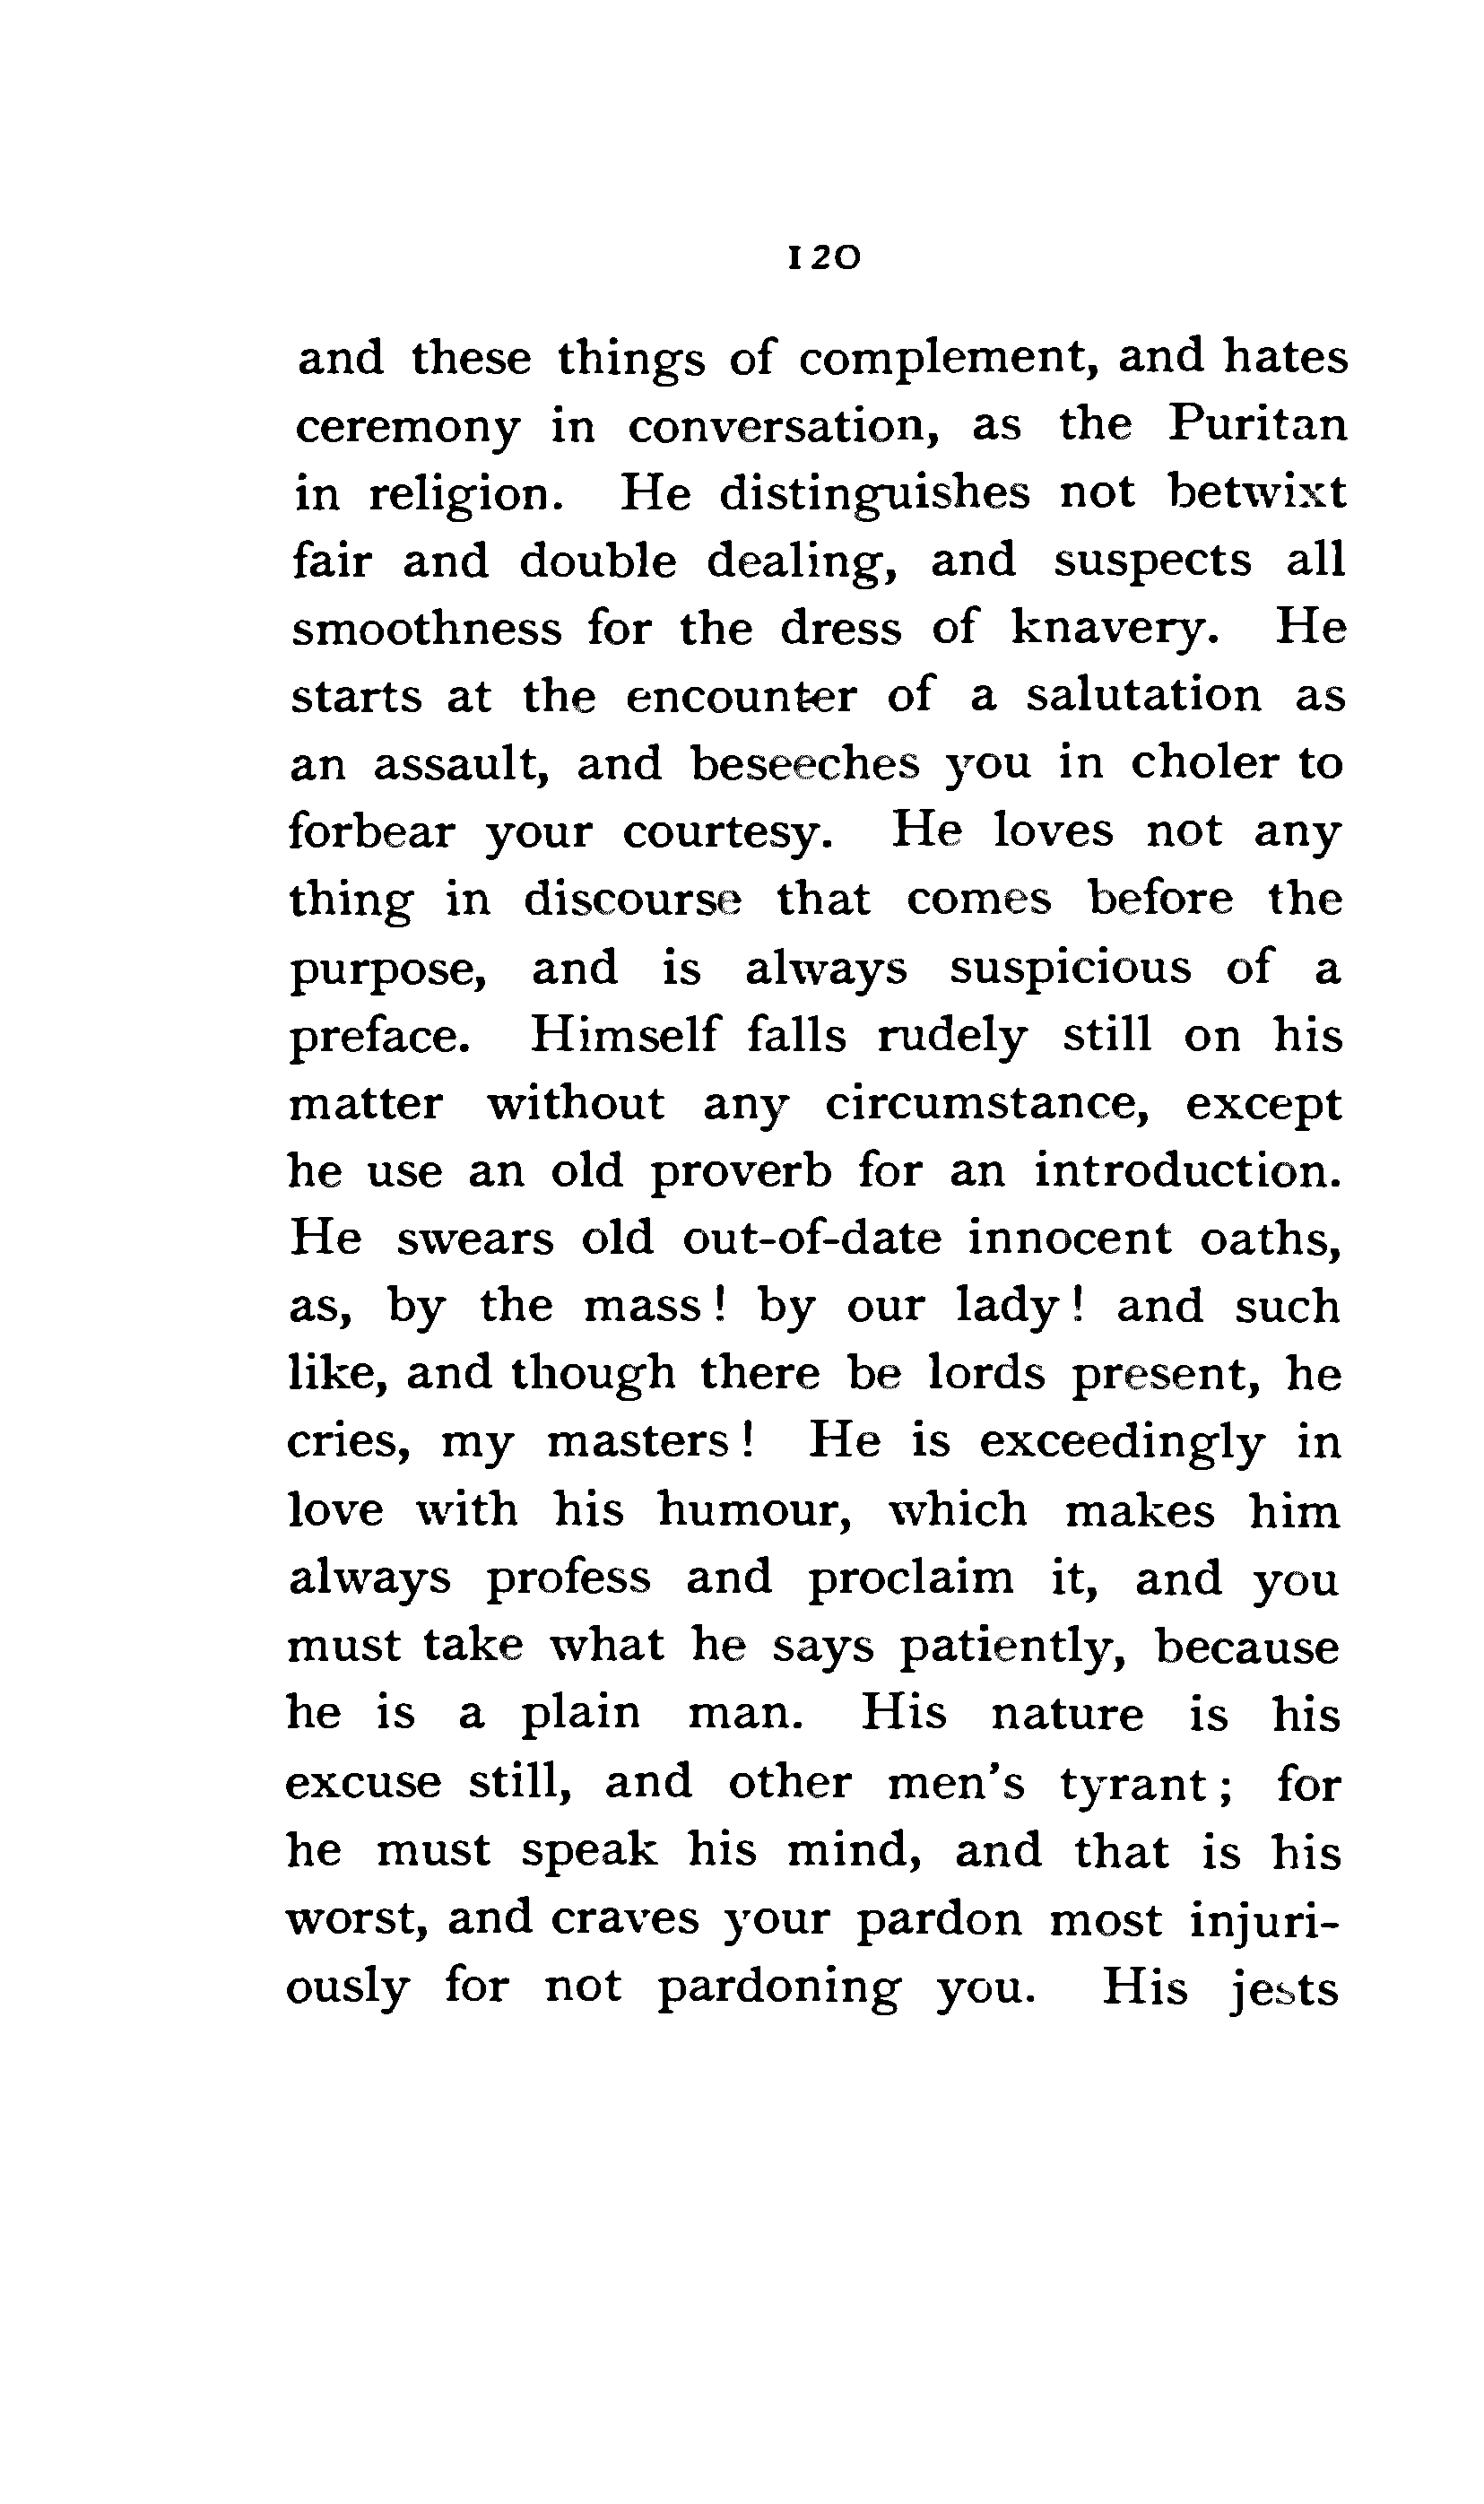 120
and these things of complement, and hates
ceremony in conversation, as the Puritan
in religion. He distinguishes not betwixt
fair and double dealing, and suspects all
smoothness for the dress of knavery. He
starts at the encounter of a salutation as
an assault, and beseeches you in choler to
forbear your courtesy. He loves not any
thing in discourse that comes before the
purpose, and is always suspicious of a
preface. Himself falls rudely still on his
matter without any circumstance, except
he use an old proverb for an introduction.
He swears old out-of-date innocent oaths,
as, by the mass! by our lady! and such
like, and though there be lords present, he
cries, my masters! He is exceedingly in
love with his humour, which makes him
always profess and proclaim it, and you
must take what he says patiently, because
he is a plain man. His nature is his
excuse still, and other men's tyrant; for
he must speak his mind, and that is his
worst, and craves your pardon most injuri-
ously for not pardoning you. His jests